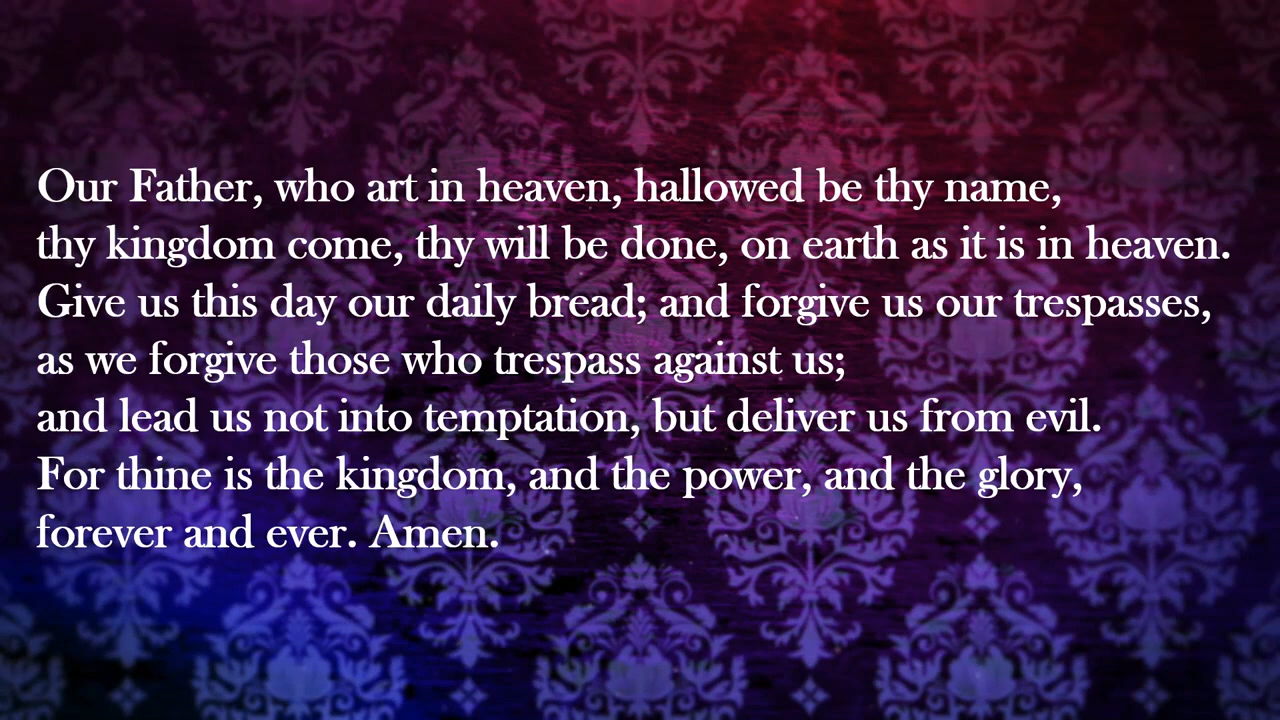 Our Father, who art in heaven, hallowed be thy name,
thy kingdom come, thy will be done, on earth as it is in heaven.
Give us this day our daily bread; and forgive us our trespasses,
as we forgive those who trespass against us;
and lead us not into temptation, but deliver us from evil.
For thine is the kingdom, and the power, and the glory,
forever and ever. Amen.